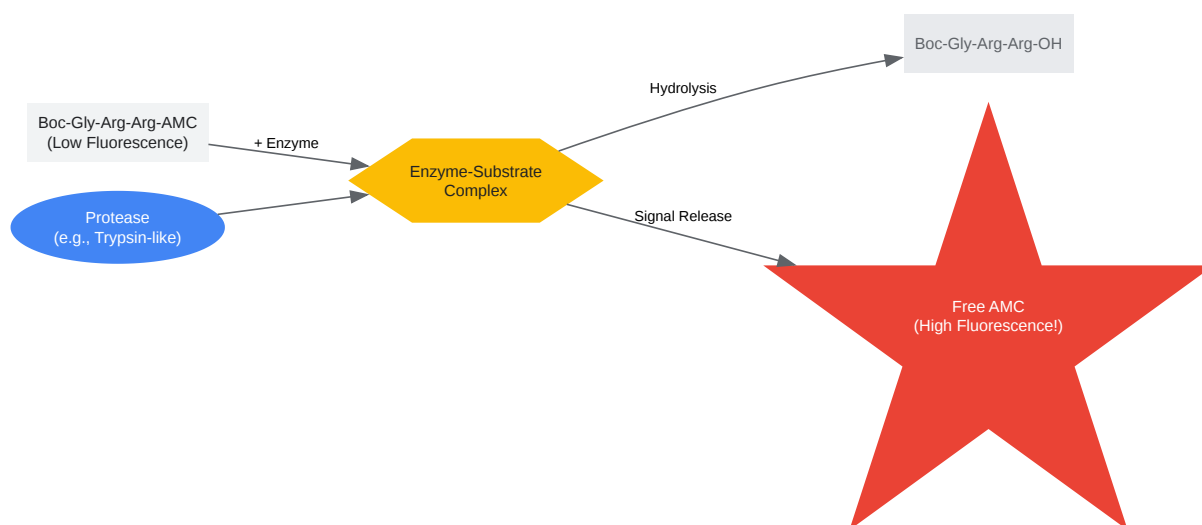 Boc-Gly-Arg-Arg-OH
Hydrolysis
Boc-Gly-Arg-Arg-AMC
(Low Fluorescence)
+ Enzyme
Enzyme-Substrate
Complex
Protease
(e.g., Trypsin-like)
Signal Release
Free AMC
(High Fluorescence!)